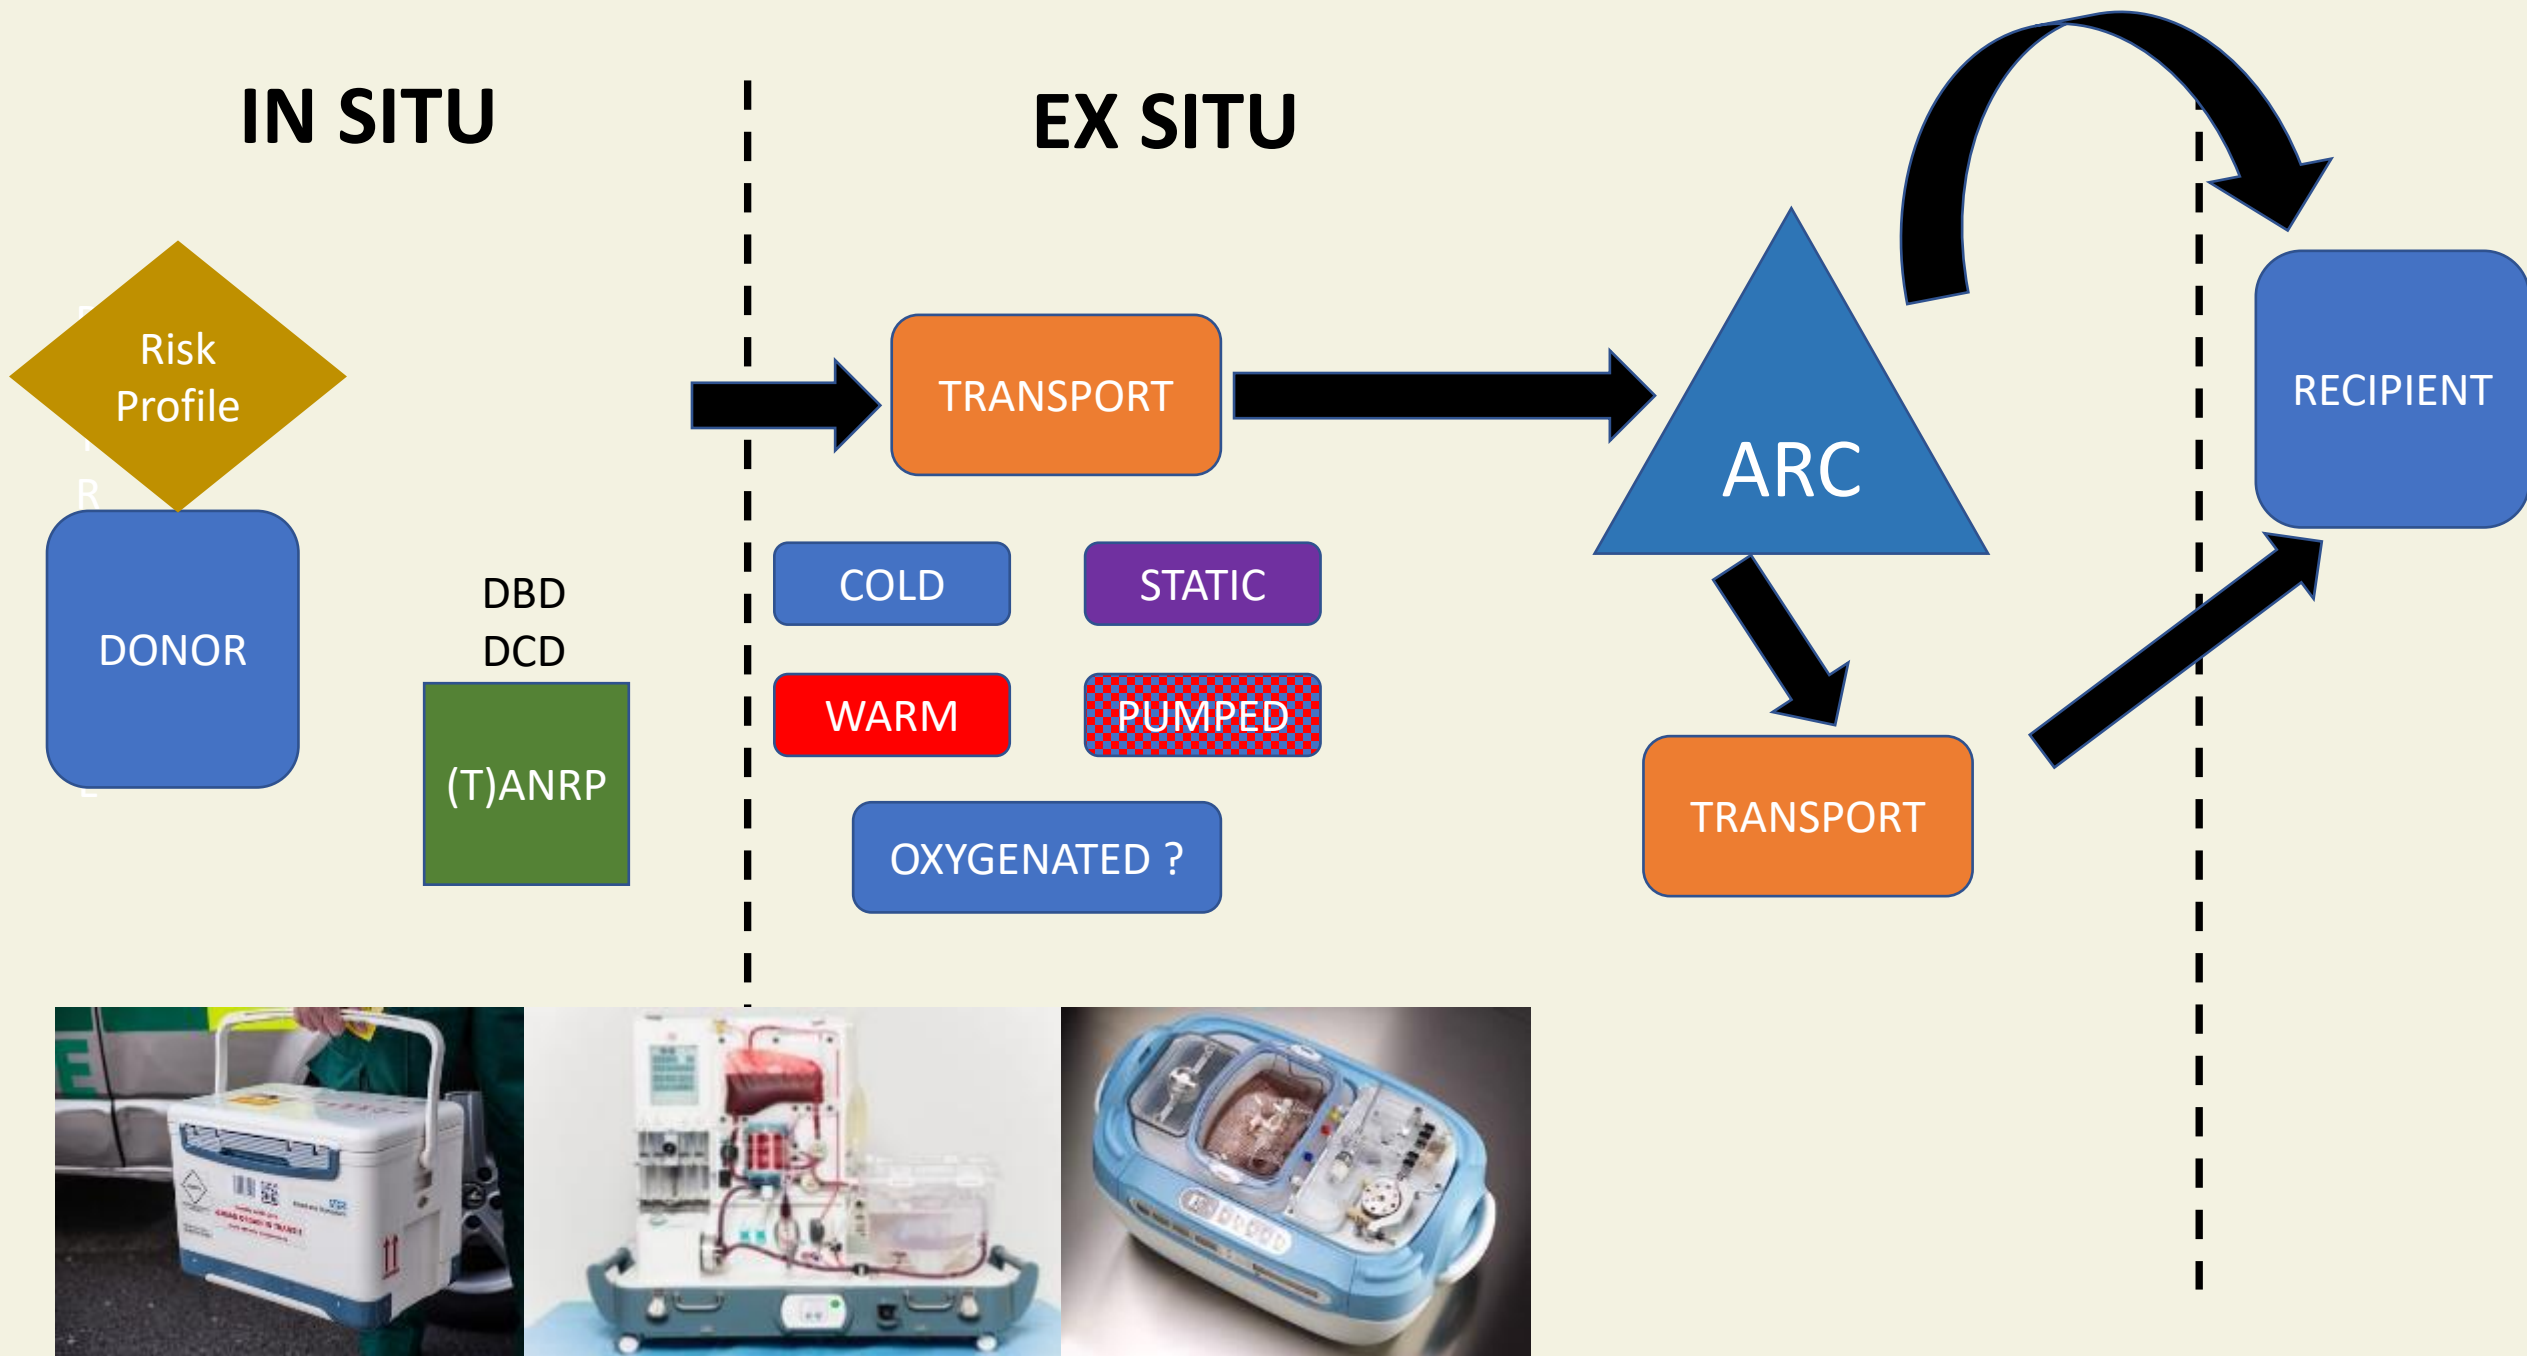 IN SITU
EX SITU
Risk
Profile
R
DONOR
DBD
DCD
(T)ANRP
TRANSPORT
COLD
STATIC
WARM
PUMPED
OXYGENATED ?
ARC
TRANSPORT
RECIPIENT